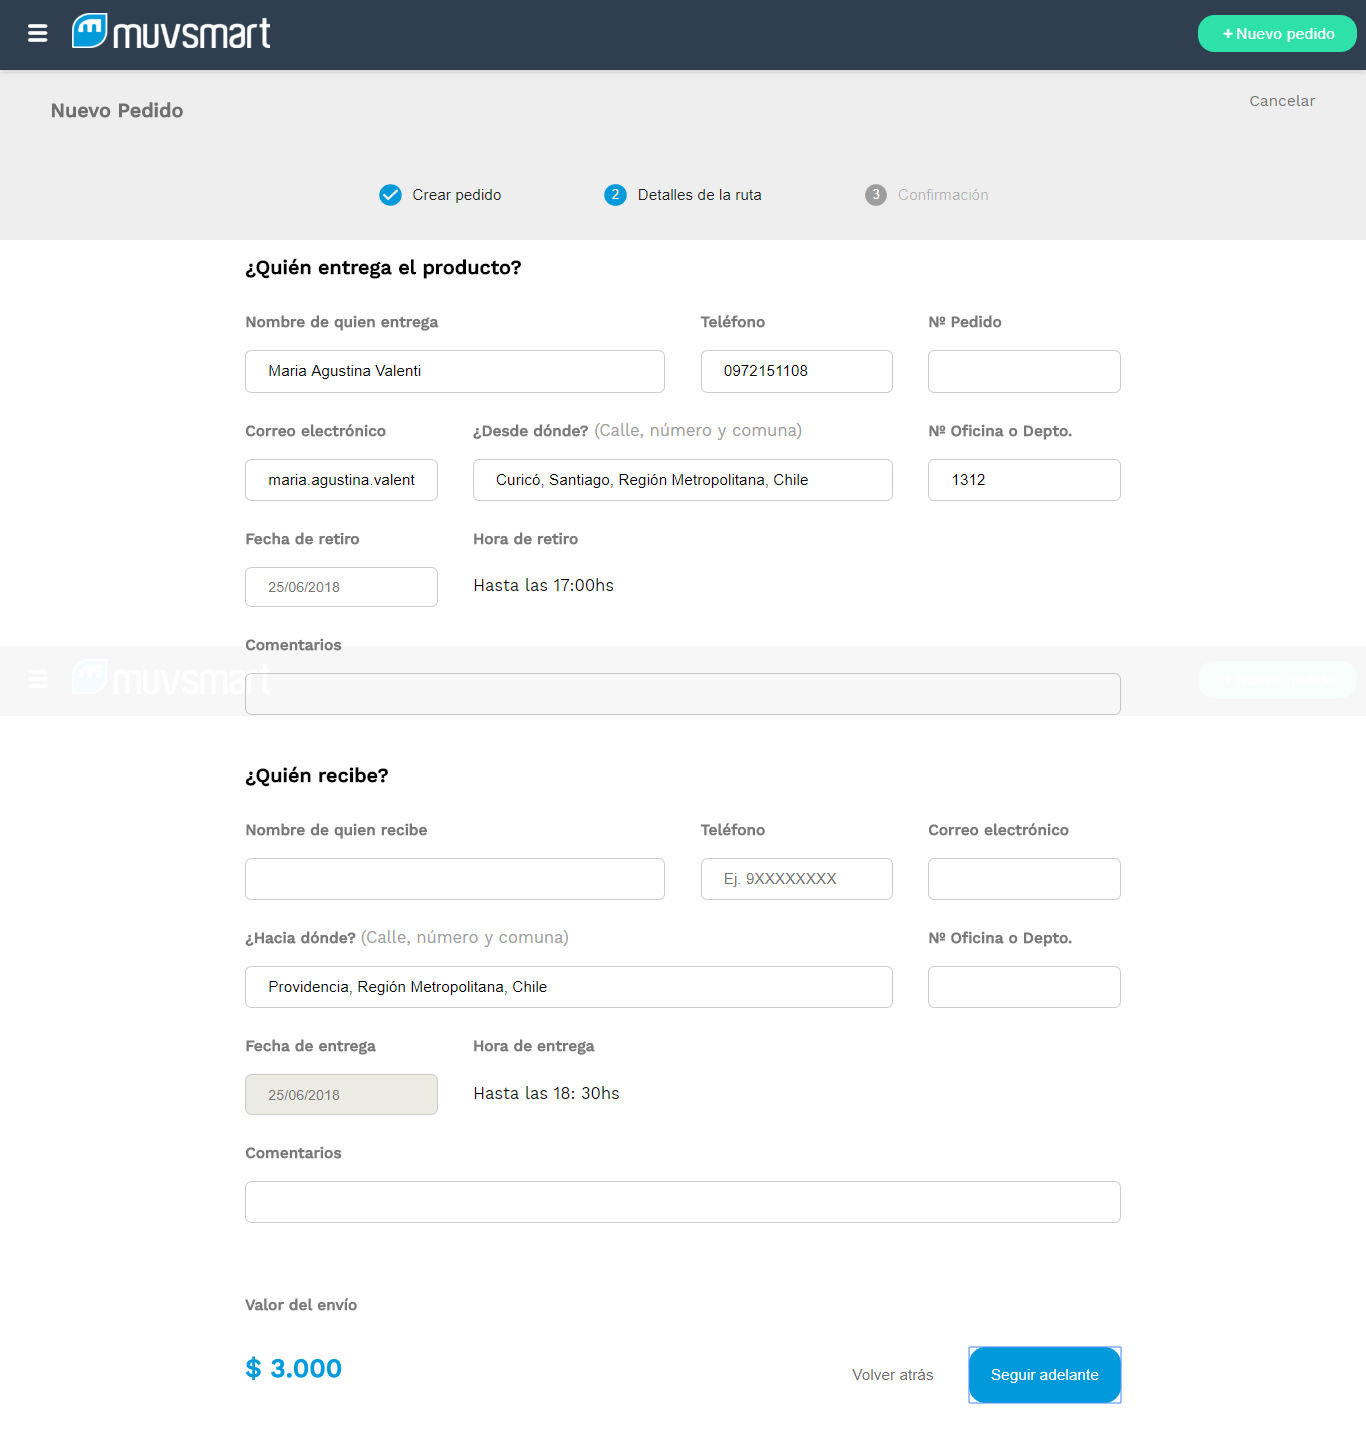 muvsmart
+ Nuevo pedido
Nuevo Pedido
Cancelar
Crear pedido
2 Detalles de la ruta
3 Confirmación
¿Quién entrega el producto?
Nombre de quien entrega Teléfono Nº Pedido
Maria Agustina Valenti 0972151108
Correo electrónico ¿Desde dónde? (Calle, número y comuna) Nº Oficina o Depto.
maria.agustina.valent Curicó, Santiago, Región Metropolitana, Chile 1312
Fecha de retiro Hora de retiro
25/06/2018 Hasta las 17:00hs
Comentarios
muvsmart
+ Nuevo pedido
¿Quién recibe?
Nombre de quien recibe Teléfono Correo electrónico
Ej. 9XXXXXXXX
¿Hacia dónde? (Calle, número y comuna) Nº Oficina o Depto.
Providencia, Región Metropolitana, Chile
Fecha de entrega Hora de entrega
25/06/2018 Hasta las 18: 30hs
Comentarios
Valor del envío
$ 3.000
Volver atrás
Seguir adelante